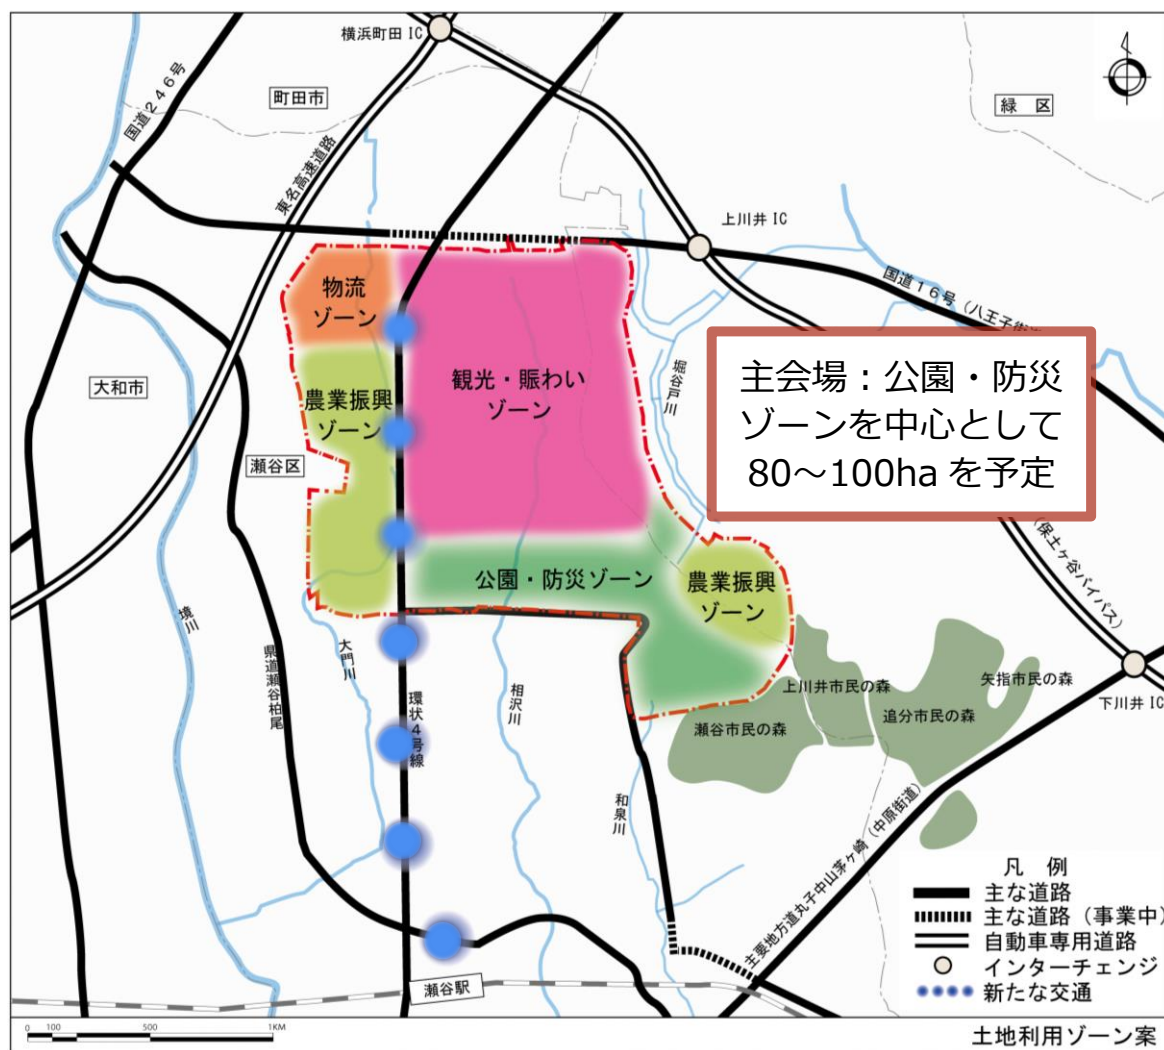 横浜町田 IC
国道246号
町田市
緑 区
東名高速道路
上川井 IC
国道16号(八王子街
物流
ゾーン
観光・賑わい
ゾーン
堀谷戸川
主会場:公園・防災
ゾーンを中心として
80~100ha を予定
大和市
農業振興
ゾーン
瀬谷区
(保土ヶ谷バイパス)
公園・防災ゾーン
農業振興
ゾーン
境川
県道瀬谷柏尾
大門川
環状4号線
相沢川
和泉川
上川井市民の森
矢指市民の森
追分市民の森
瀬谷市民の森
下川井 IC
主要地方道丸子中山茅ヶ崎(中原街道)
瀬谷駅
凡 例
主な道路
主な道路(事業中)
自動車専用道路
インターチェンジ
新たな交通
0 100 500 1KM
土地利用ゾーン案